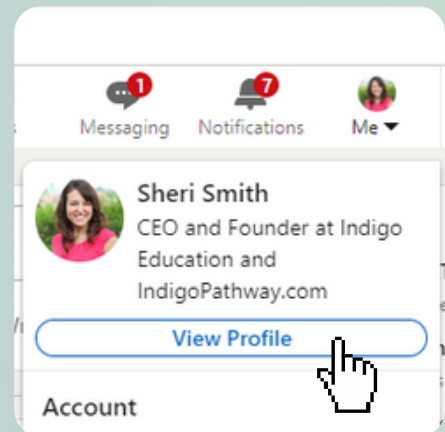 1 7
Messaging Notifications Me
Sheri Smith
CEO and Founder at Indigo
Education and
IndigoPathway.com
View Profile
Account